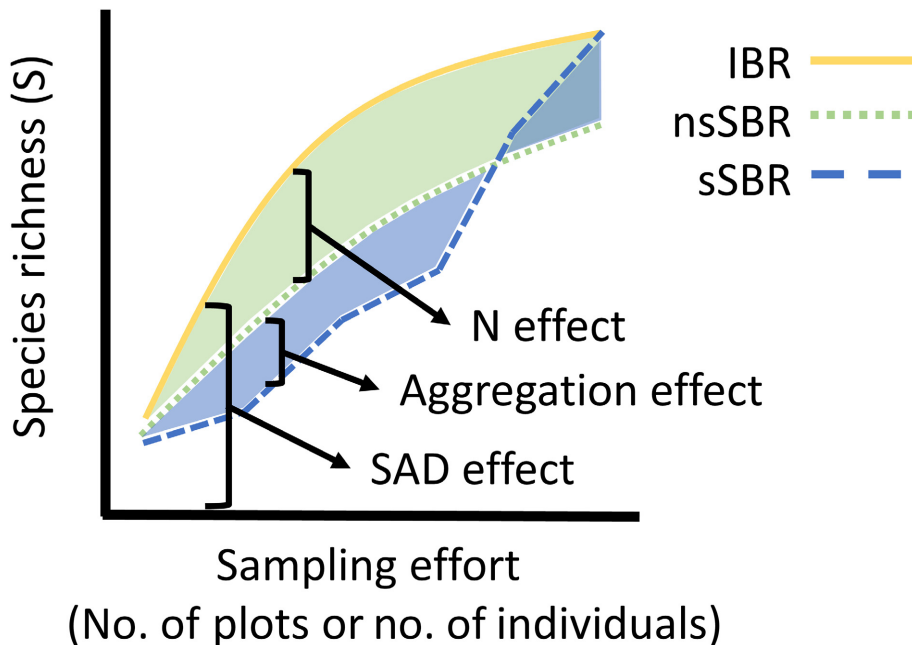 Species richness (S)
IBR
nsSBR
sSBR
N effect
Aggregation effect
SAD effect
Sampling effort
(No. of plots or no. of individuals)